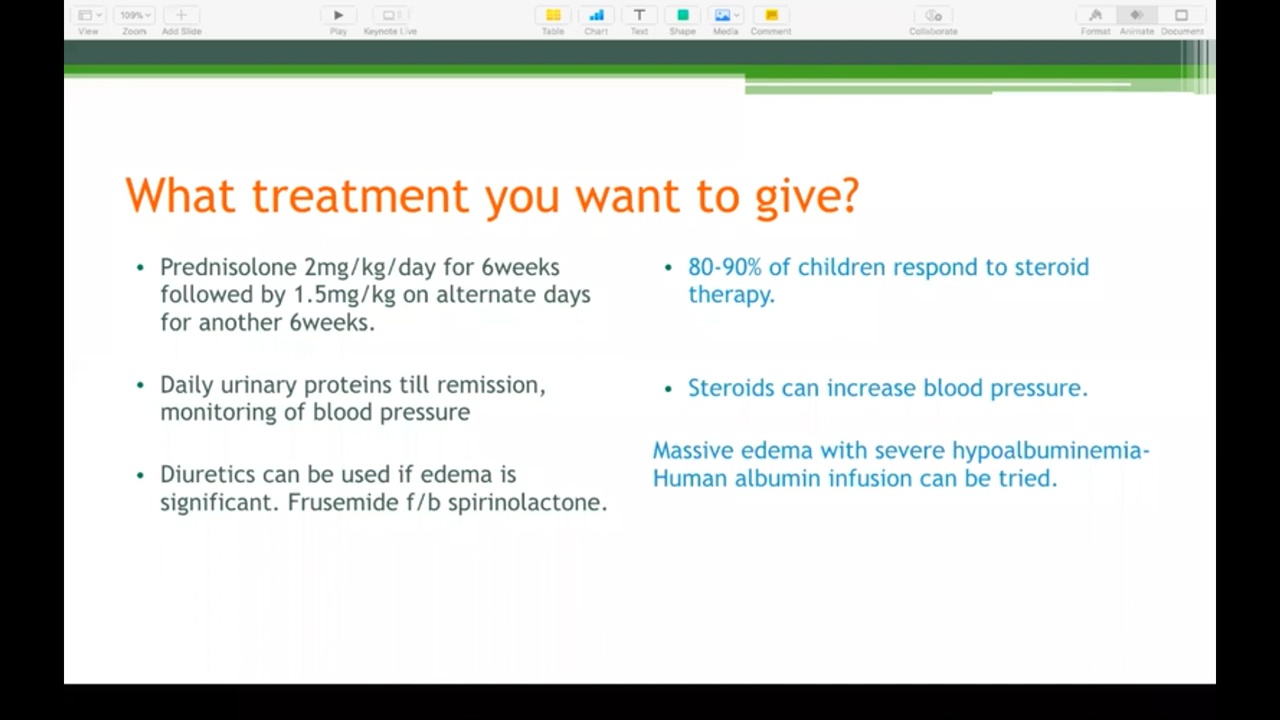 View
109%
Zoom
Add Slide
Play
Keynote Live
Table
Chart
Text
Shape
Media
Comment
Collaborate
Format
Animate
Document
What treatment you want to give?
• Prednisolone 2mg/kg/day for 6weeks
followed by 1.5mg/kg on alternate days
for another 6weeks.
• Daily urinary proteins till remission,
monitoring of blood pressure
• Diuretics can be used if edema is
significant. Frusemide f/b spirinolactone.
• 80-90% of children respond to steroid
therapy.
• Steroids can increase blood pressure.
Massive edema with severe hypoalbuminemia-
Human albumin infusion can be tried.